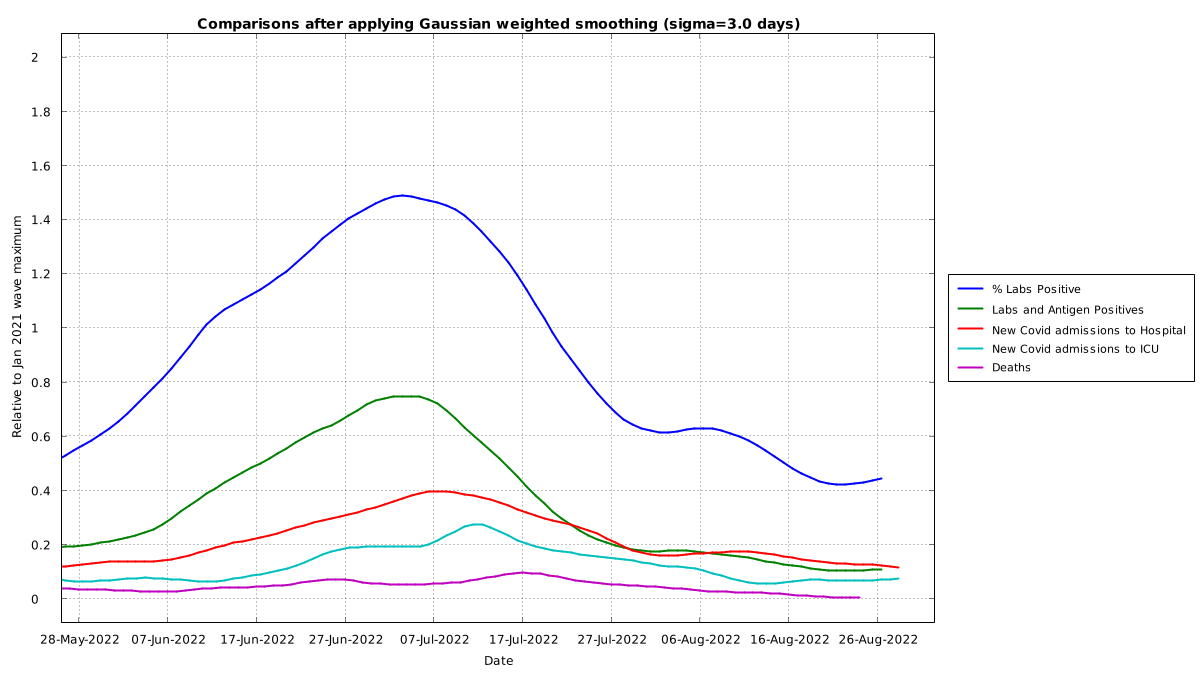 Comparisons after applying Gaussian weighted smoothing (sigma=3.0 days)
2
1.8
1.6
1.4
1.2
1
0.8
0.6
0.4
0.2
0
Relative to Jan 2021 wave maximum
28-May-2022 07-Jun-2022 17-Jun-2022 27-Jun-2022 07-Jul-2022 17-Jul-2022 27-Jul-2022 06-Aug-2022 16-Aug-2022 26-Aug-2022
Date
% Labs Positive
Labs and Antigen Positives
New Covid admissions to Hospital
New Covid admissions to ICU
Deaths